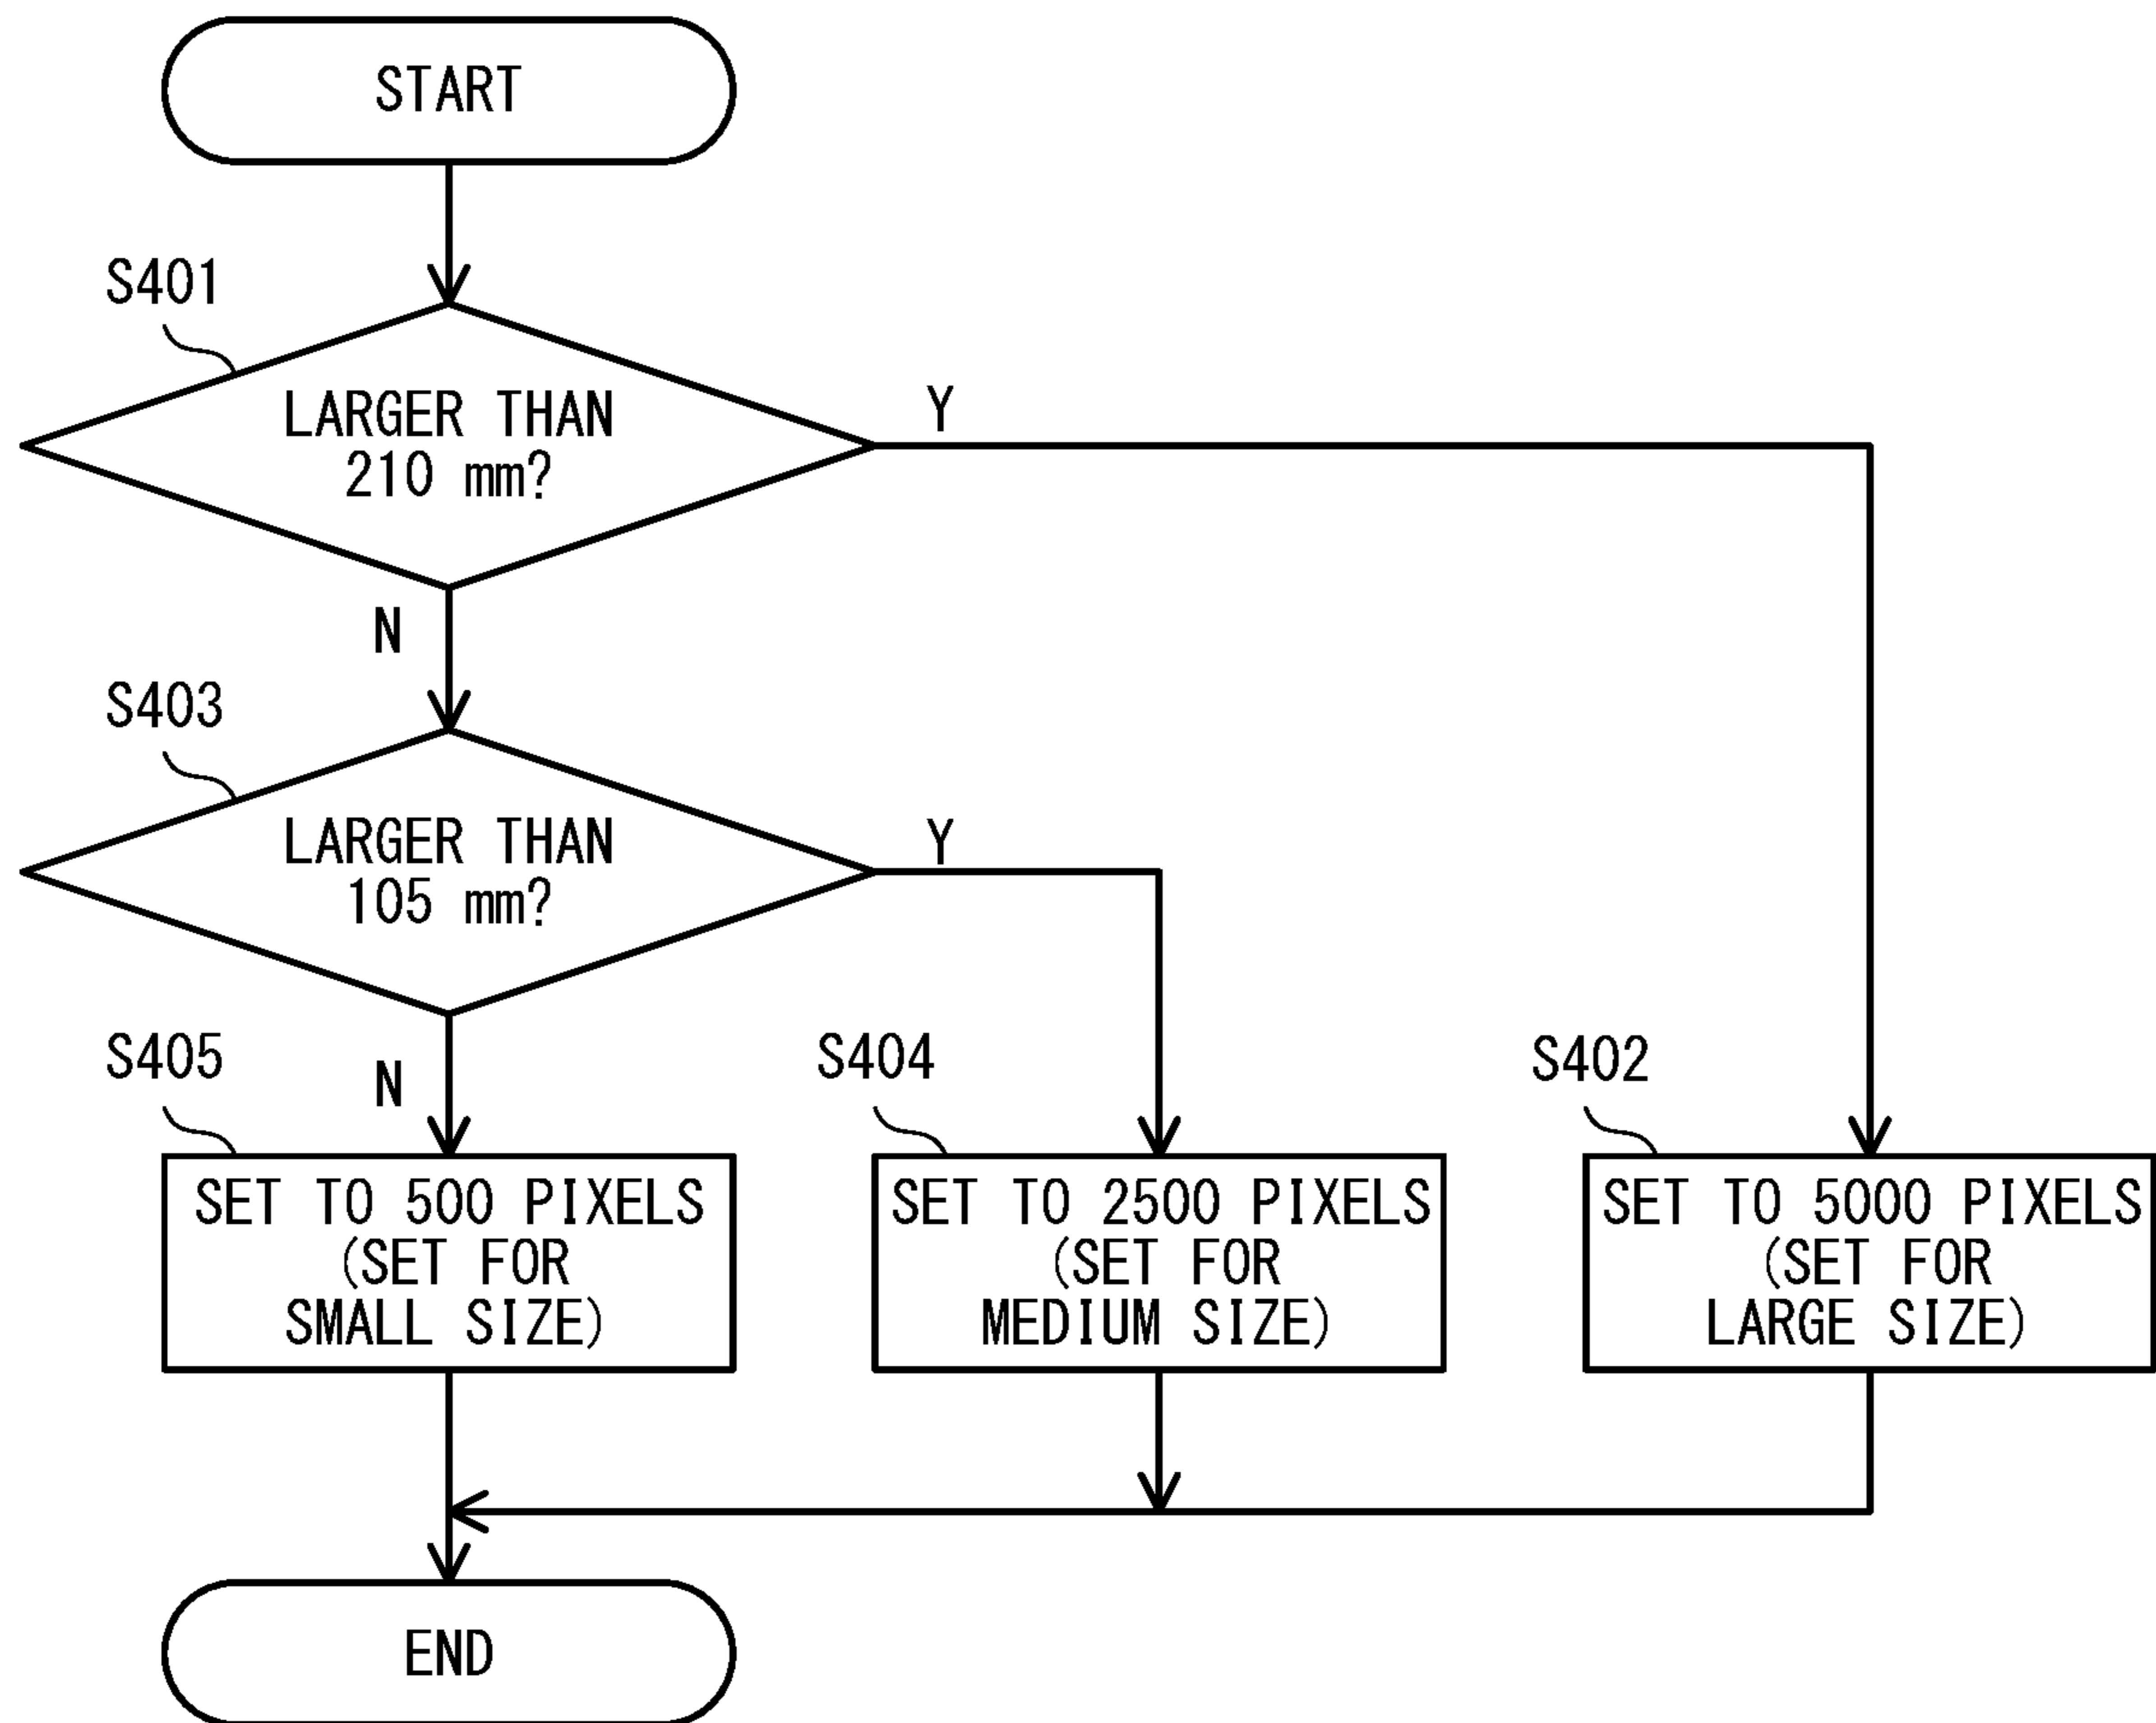 START
S401
LARGER THAN
210 mm?
Y
N
S403
LARGER THAN
105 mm?
Y
N
S405
SET TO 500 PIXELS
(SET FOR
SMALL SIZE)
S404
SET TO 2500 PIXELS
(SET FOR
MEDIUM SIZE)
S402
SET TO 5000 PIXELS
(SET FOR
LARGE SIZE)
END